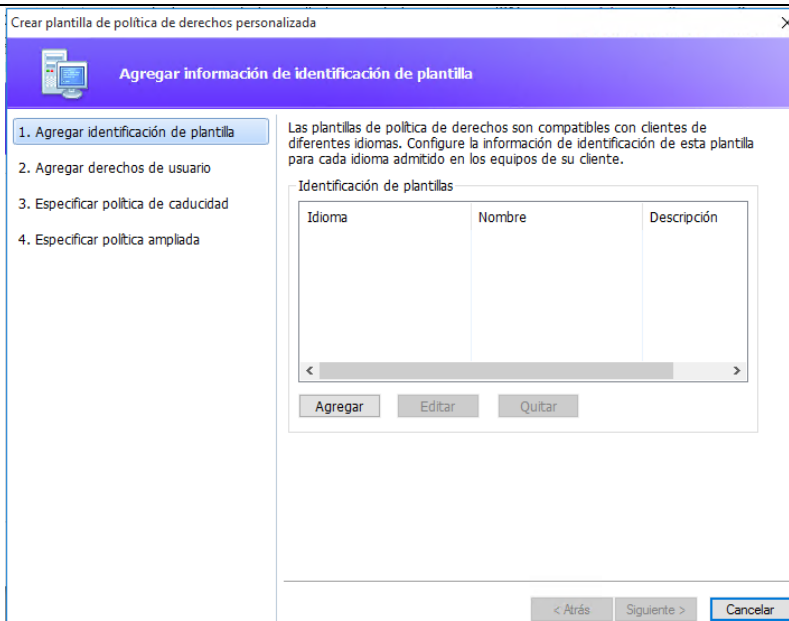 Crear plantilla de política de derechos personalizada
Agregar información de identificación de plantilla
1. Agregar identificación de plantilla
2. Agregar derechos de usuario
3. Especificar política de caducidad
4. Especificar política ampliada
Las plantillas de política de derechos son compatibles con clientes de
diferentes idiomas. Configure la información de identificación de esta plantilla
para cada idioma admitido en los equipos de su cliente.
Identificación de plantillas
Idioma Nombre Descripción
Agregar Editar Quitar
< Atrás Siguiente > Cancelar